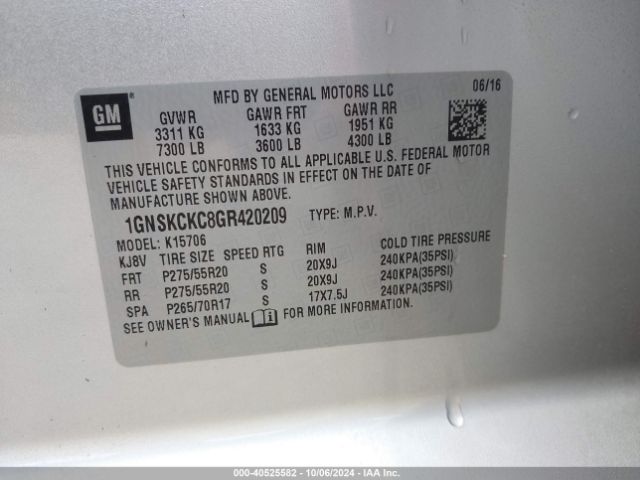 GM ®
MFD BY GENERAL MOTORS LLC 06/16
GVWR GAWR FRT GAWR RR
3311 KG 1633 KG 1951 KG
7300 LB 3600 LB 4300 LB
THIS VEHICLE CONFORMS TO ALL APPLICABLE U.S. FEDERAL MOTOR
VEHICLE SAFETY STANDARDS IN EFFECT ON THE DATE OF
MANUFACTURE SHOWN ABOVE.
1GNSKCKC8GR420209 TYPE: M.P.V.
MODEL: K15706
KJ8V TIRE SIZE SPEED RTG RIM COLD TIRE PRESSURE
FRT P275/55R20 S 20X9J 240KPA(35PSI)
RR P275/55R20 S 20X9J 240KPA(35PSI)
SPA P265/70R17 S 17X7.5J 240KPA(35PSI)
SEE OWNER'S MANUAL i FOR MORE INFORMATION.
000-40525582 - 10/06/2024 - IAA Inc. Copyright